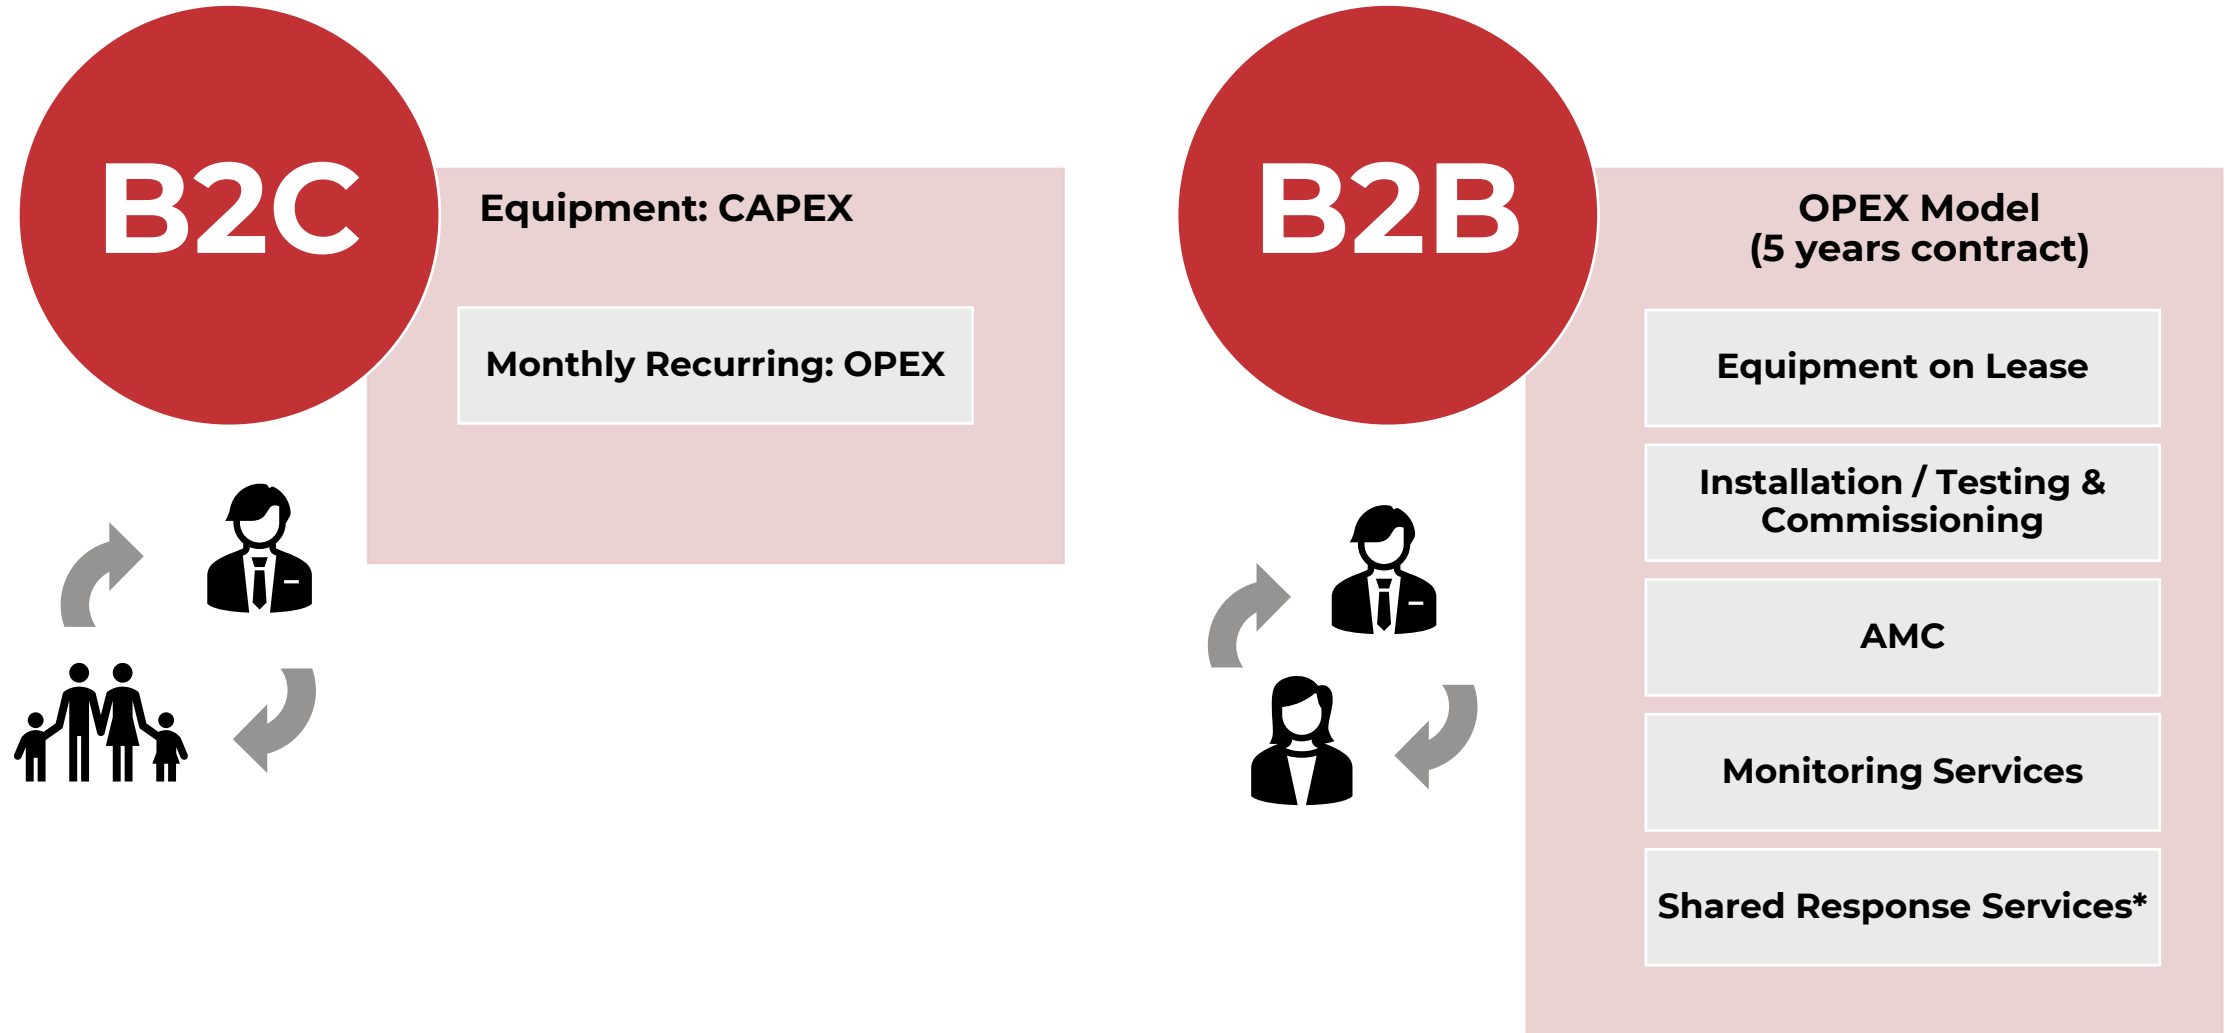 B2C
Equipment: CAPEX
Monthly Recurring: OPEX
B2B
OPEX Model
(5 years contract)
Equipment on Lease
Installation / Testing &
Commissioning
AMC
Monitoring Services
Shared Response Services*